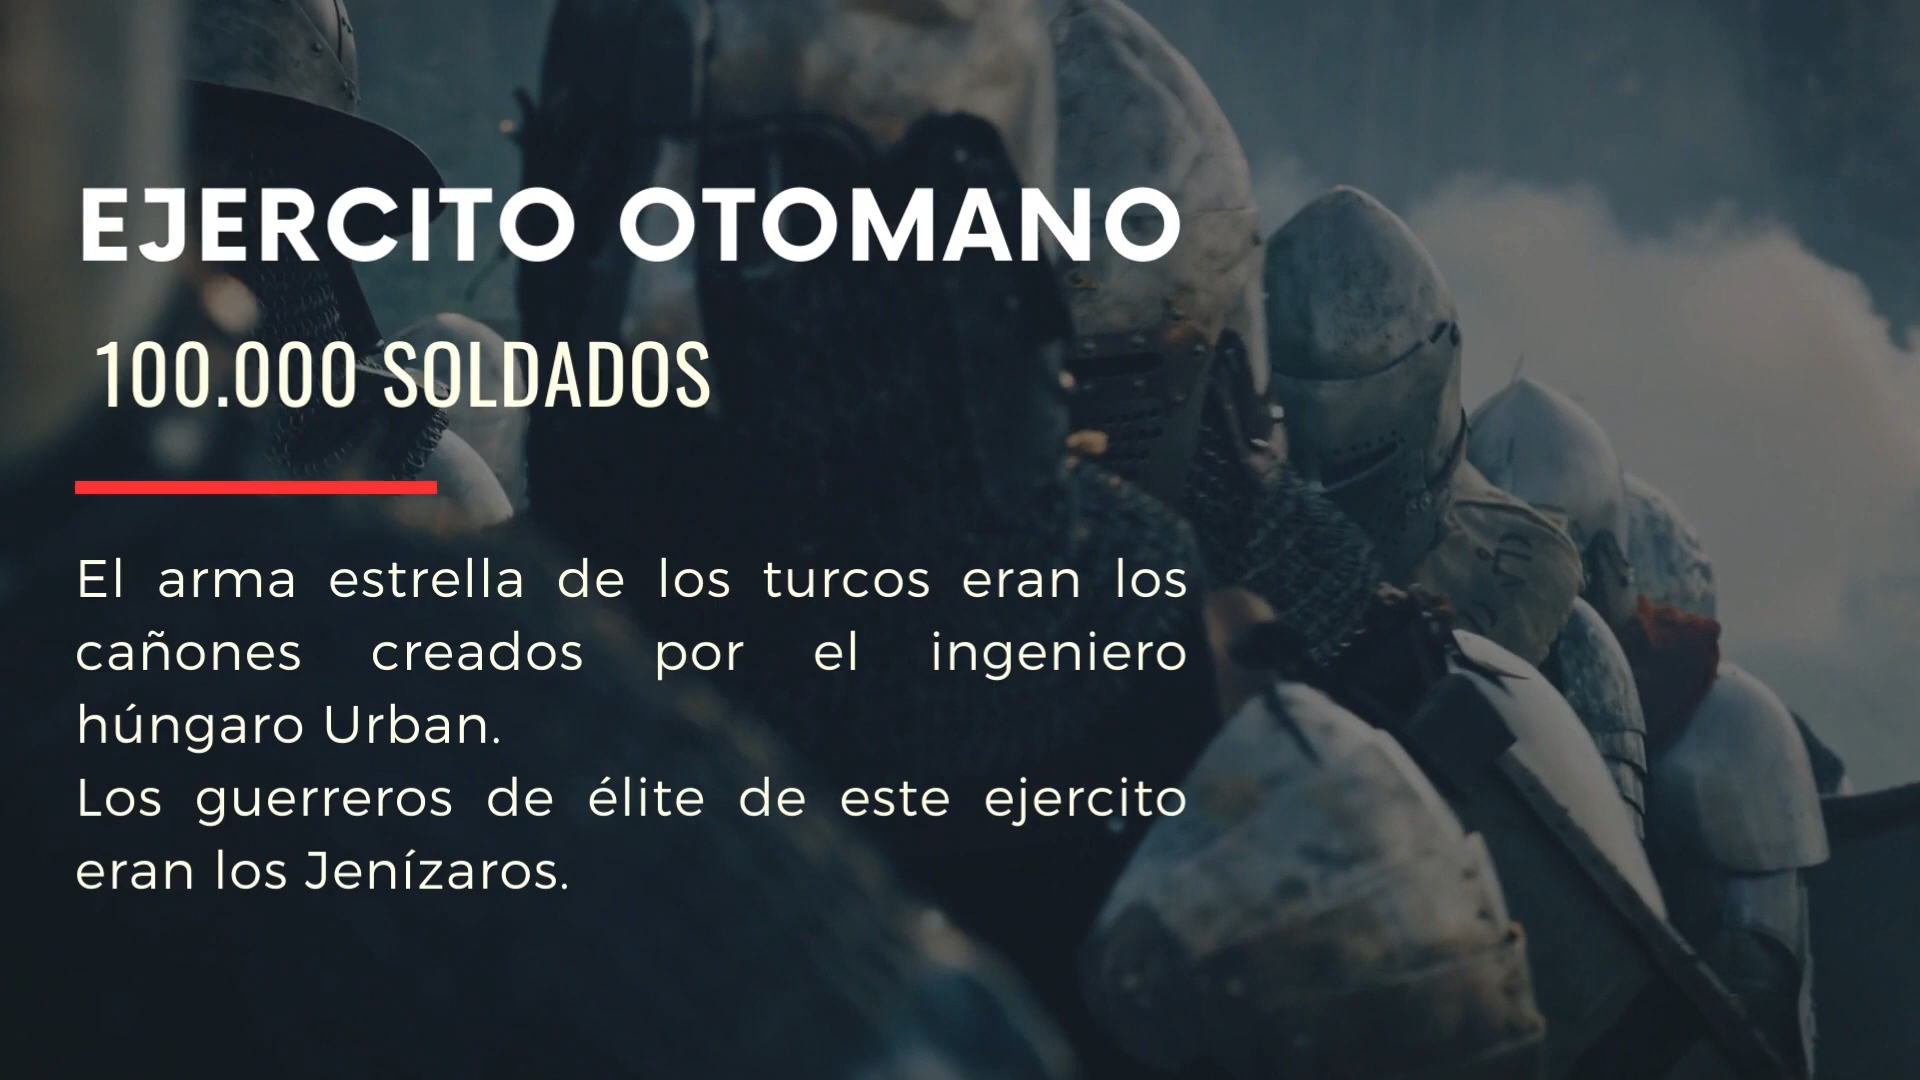 EJERCITO OTOMANO
100.000 SOLDADOS
El arma estrella de los turcos eran los
cañones creados por el ingeniero
húngaro Urban.
Los guerreros de élite de este ejercito
eran los Jenízaros.